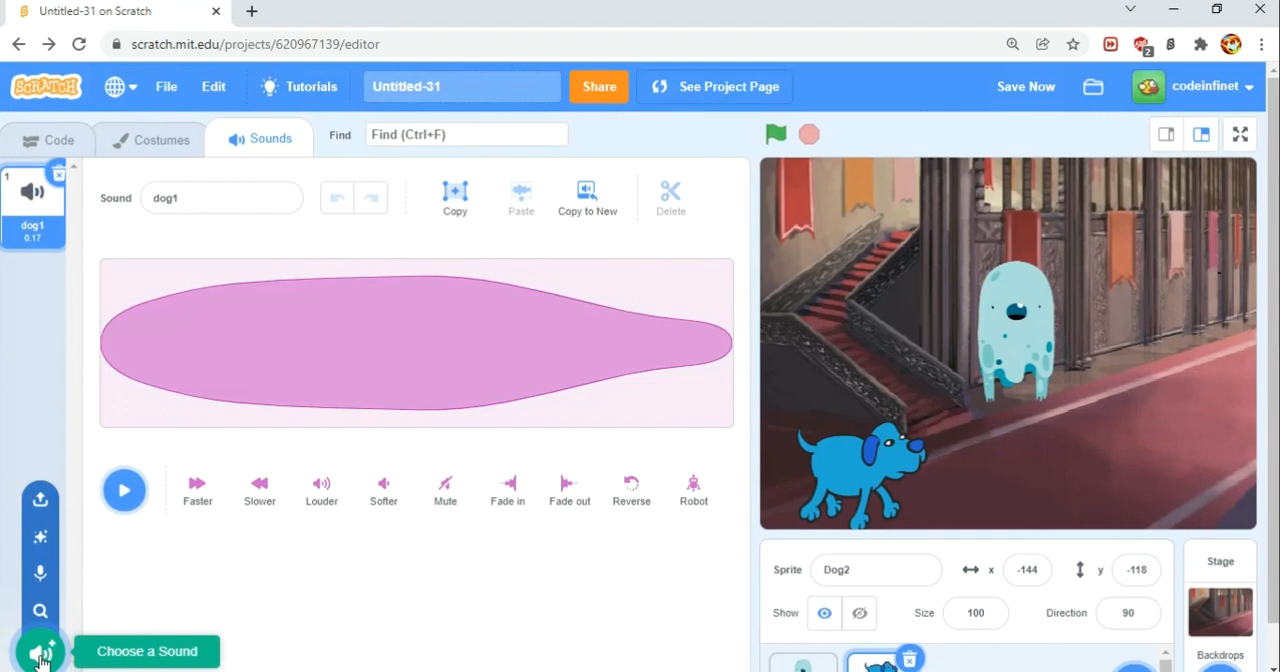 Untitled-31 on Scratch
scratch.mit.edu/projects/620967139/editor
2
SCRATCH File Edit Tutorials Untitled-31 Share See Project Page Save Now codeinfinet
Code Costumes Sounds Find Find (Ctrl+F)
1
dog1
0.17
Sound dog1 Copy Paste Copy to New Delete
Faster Slower Louder Softer Mute Fade in Fade out Reverse Robot
Choose a Sound
Sprite Dog2 x -144 y -118
Show Size 100 Direction 90
Stage
Backdrops